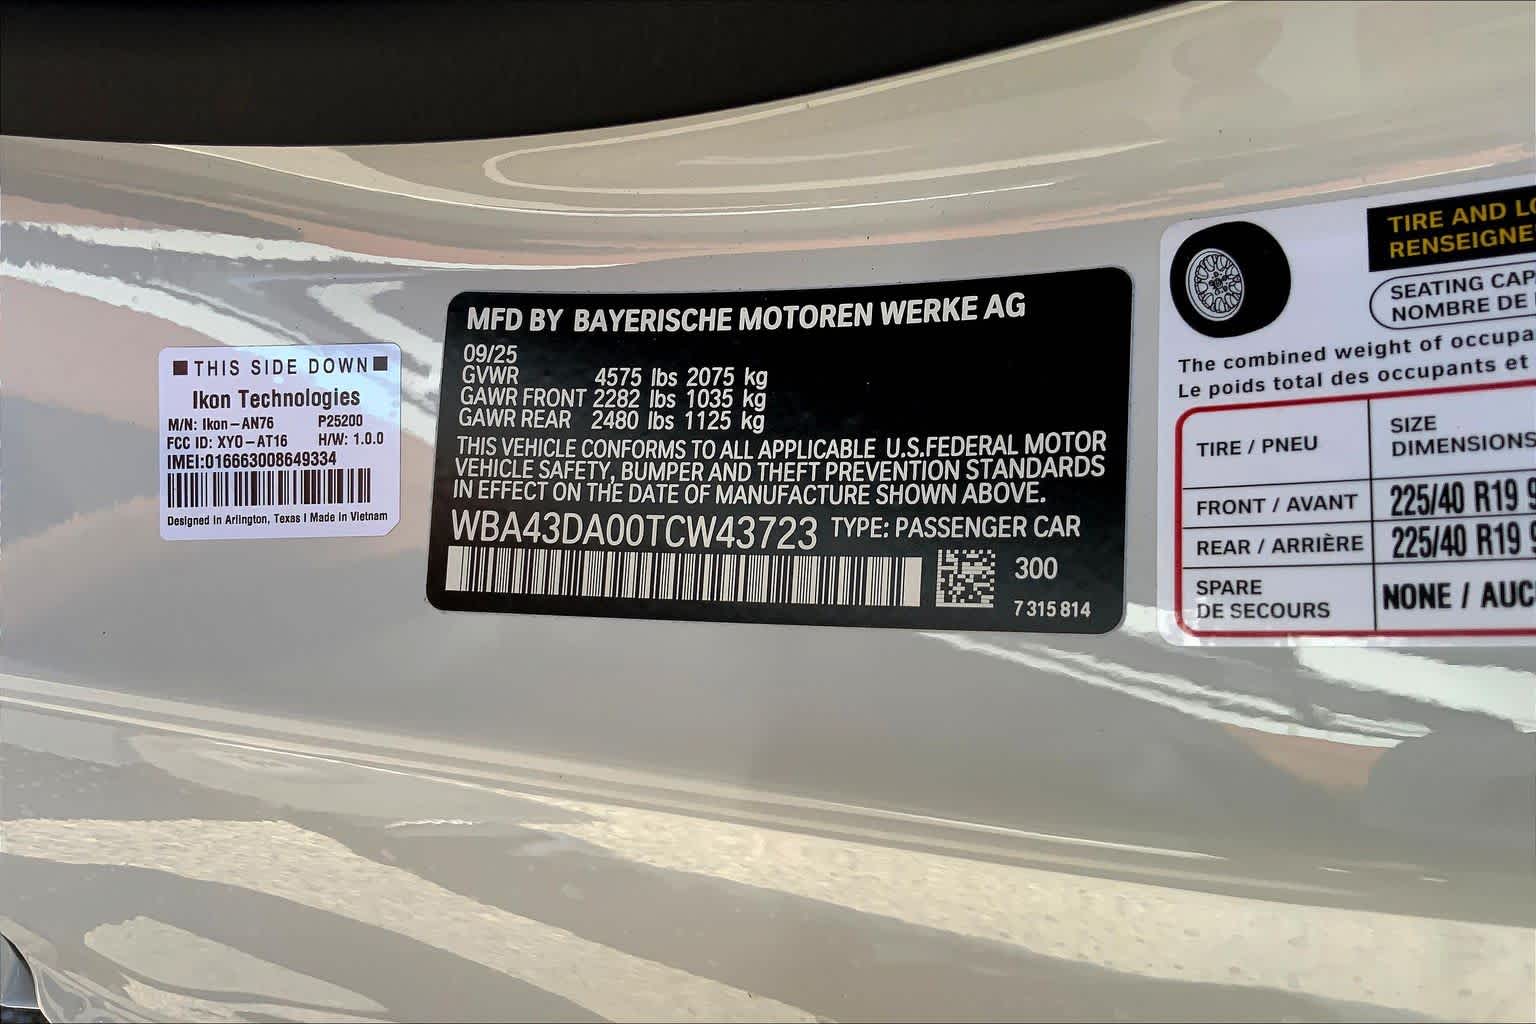 THIS SIDE DOWN
Ikon Technologies
M/N: Ikon-AN76 P25200
FCC ID: XYO-AT16 H/W: 1.0.0
IMEI:016663008649334
Designed in Arlington, Texas | Made in Vietnam
MFD BY BAYERISCHE MOTOREN WERKE AG
09/25
GVWR 4575 lbs 2075 kg
GAWR FRONT 2282 lbs 1035 kg
GAWR REAR 2480 lbs 1125 kg
THIS VEHICLE CONFORMS TO ALL APPLICABLE U.S.FEDERAL MOTOR
VEHICLE SAFETY, BUMPER AND THEFT PREVENTION STANDARDS
IN EFFECT ON THE DATE OF MANUFACTURE SHOWN ABOVE.
WBA43DA00TCW43723 TYPE: PASSENGER CAR
300
7 315 814
TIRE AND LO
RENSEIGNE
SEATING CAP
NOMBRE DE
The combined weight of occupa
Le poids total des occupants et
TIRE / PNEU
SIZE
DIMENSIONS
FRONT / AVANT 225/40 R19 9
REAR / ARRIÈRE 225/40 R19 9
SPARE
DE SECOURS
NONE / AUC